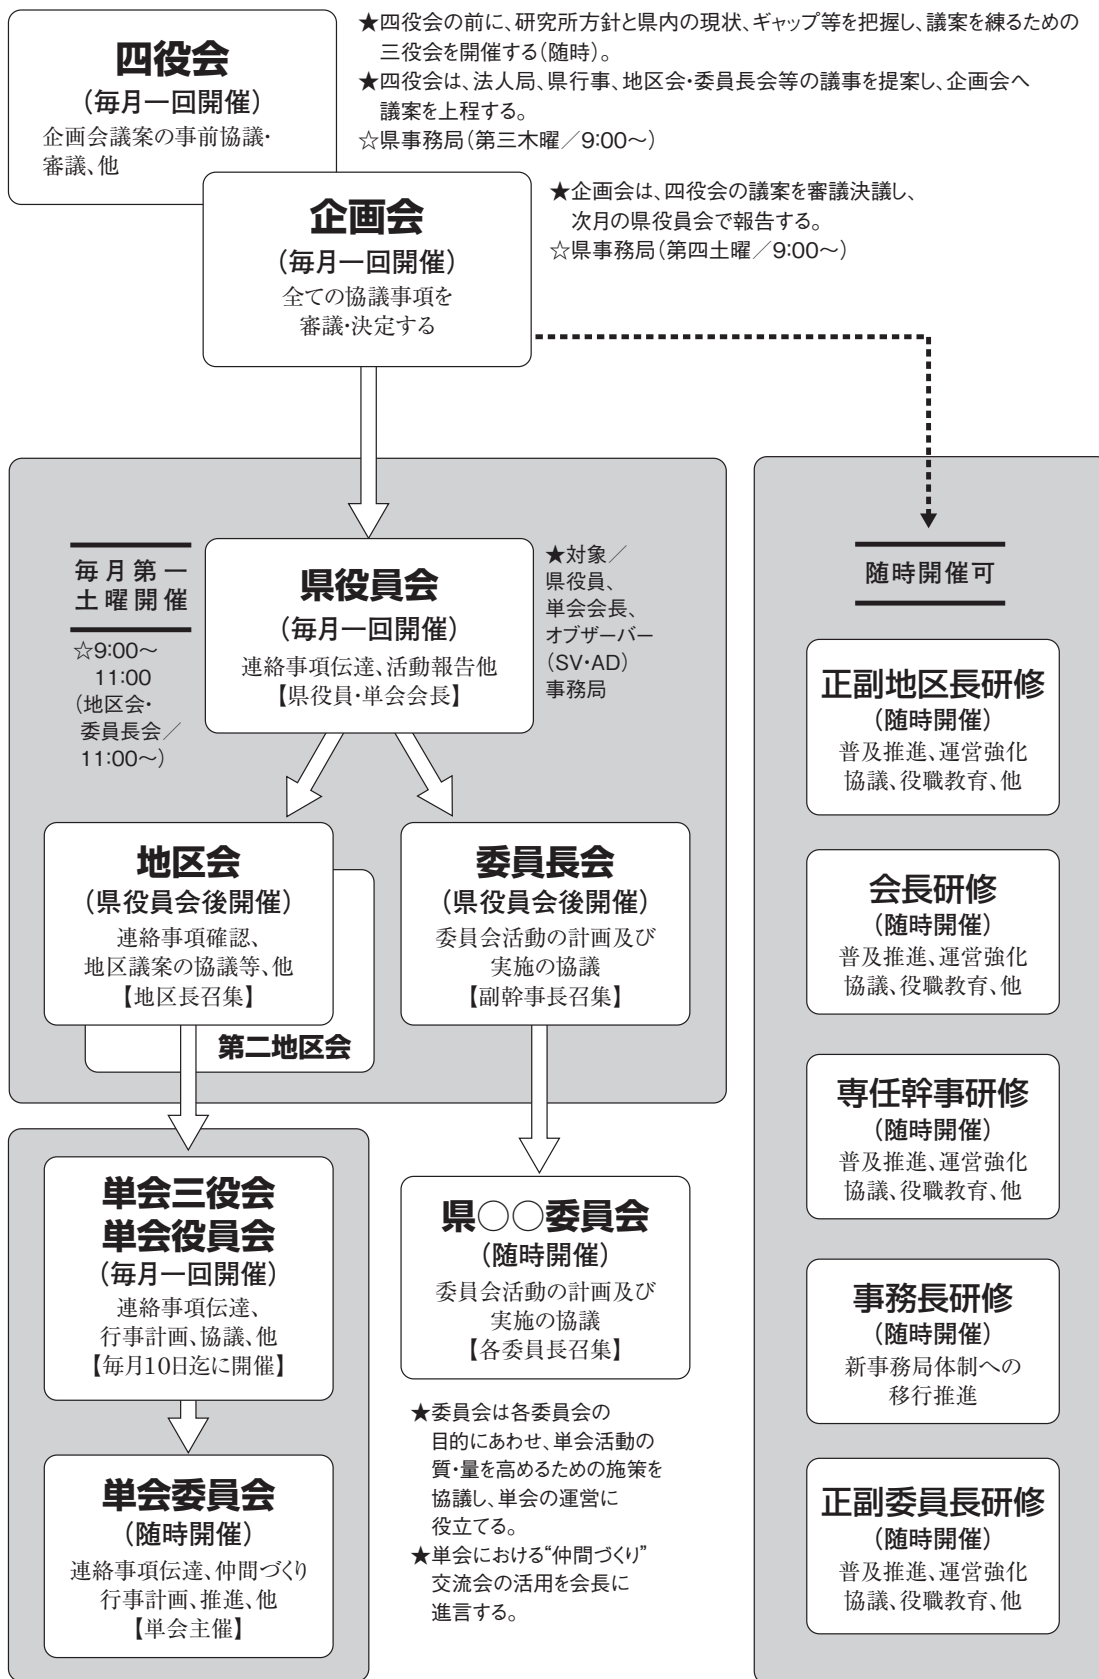 四役会
(毎月一回開催)
企画会議案の事前協議・
審議、他
★四役会の前に、研究所方針と県内の現状、ギャップ等を把握し、議案を練るための
三役会を開催する(随時)。
★四役会は、法人局、県行事、地区会・委員長会等の議事を提案し、企画会へ
議案を上程する。
☆県事務局(第三木曜／9:00～)
企画会
(毎月一回開催)
全ての協議事項を
審議・決定する
★企画会は、四役会の議案を審議決議し、
次月の県役員会で報告する。
☆県事務局(第四土曜／9:00～)
毎月第一
土曜開催
☆9:00～
11:00
(地区会・
委員長会／
11:00～)
県役員会
(毎月一回開催)
連絡事項伝達、活動報告他
【県役員・単会会長】
★対象／
県役員、
単会会長、
オブザーバー
(SV・AD)
事務局
地区会
(県役員会後開催)
連絡事項確認、
地区議案の協議等、他
【地区長召集】
第二地区会
委員長会
(県役員会後開催)
委員会活動の計画及び
実施の協議
【副幹事長召集】
単会三役会
単会役員会
(毎月一回開催)
連絡事項伝達、
行事計画、協議、他
【毎月10日迄に開催】
単会委員会
(随時開催)
連絡事項伝達、仲間づくり
行事計画、推進、他
【単会主催】
県○○委員会
(随時開催)
委員会活動の計画及び
実施の協議
【各委員長召集】
★委員会は各委員会の
目的にあわせ、単会活動の
質・量を高めるための施策を
協議し、単会の運営に
役立てる。
★単会における“仲間づくり”
交流会の活用を会長に
進言する。
随時開催可
正副地区長研修
(随時開催)
普及推進、運営強化
協議、役職教育、他
会長研修
(随時開催)
普及推進、運営強化
協議、役職教育、他
専任幹事研修
(随時開催)
普及推進、運営強化
協議、役職教育、他
事務長研修
(随時開催)
新事務局体制への
移行推進
正副委員長研修
(随時開催)
普及推進、運営強化
協議、役職教育、他